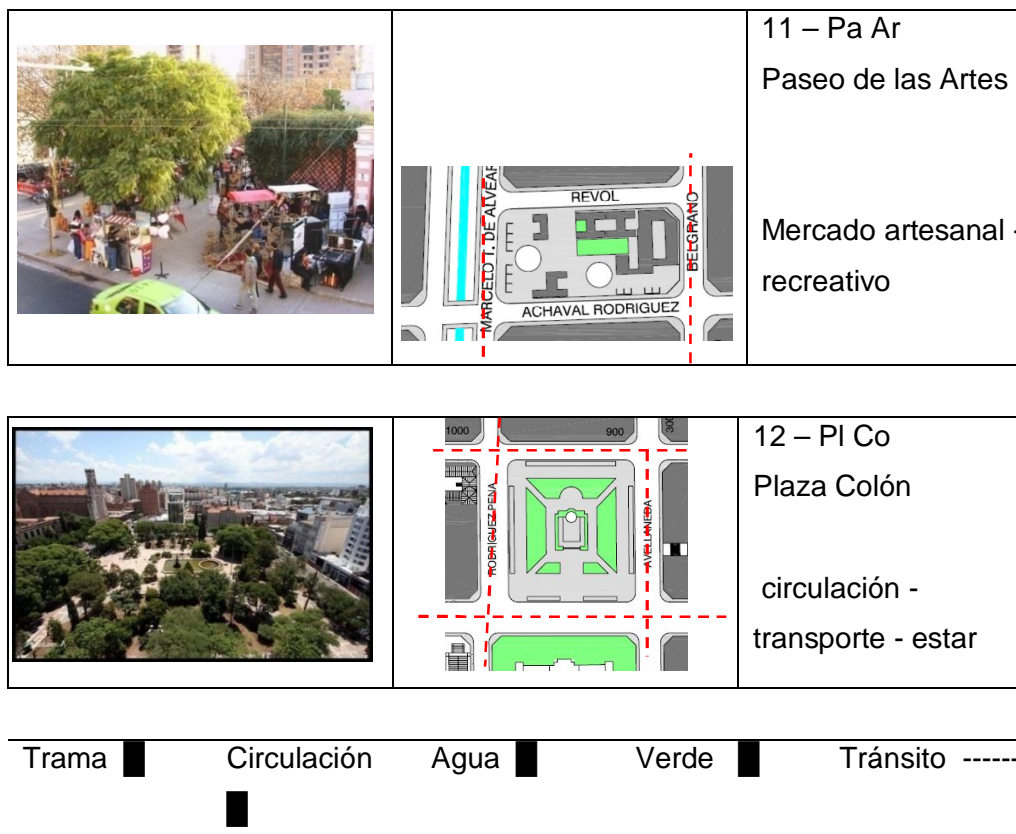 11 – Pa Ar
Paseo de las Artes
Mercado artesanal -
recreativo
REVOL
MARCELO T. DE ALVEAR
BELGRANO
ACHAVAL RODRIGUEZ
12 – Pl Co
Plaza Colón
circulación -
transporte - estar
1000
900
300
RODRIGUEZ PEÑA
AVELLANEDA
Trama Circulación Agua Verde Tránsito ------